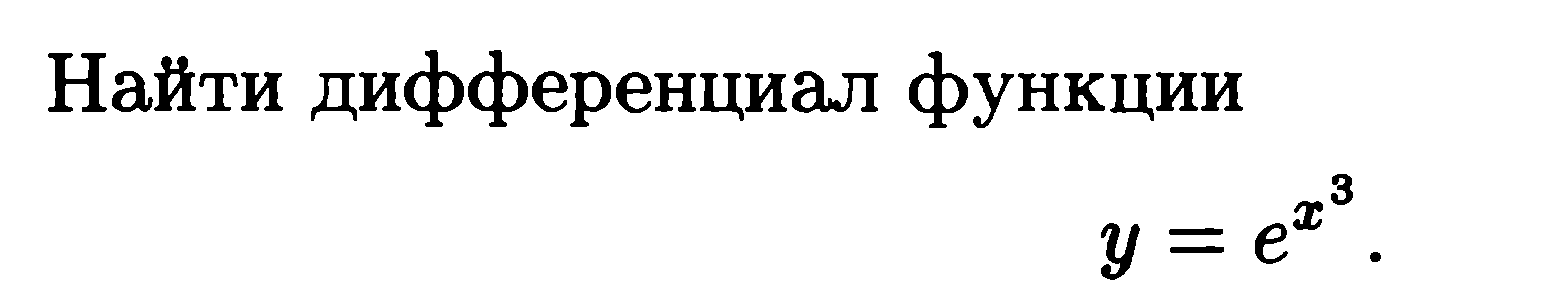 Найти дифференциал функции
$y = e^{x^3}.$